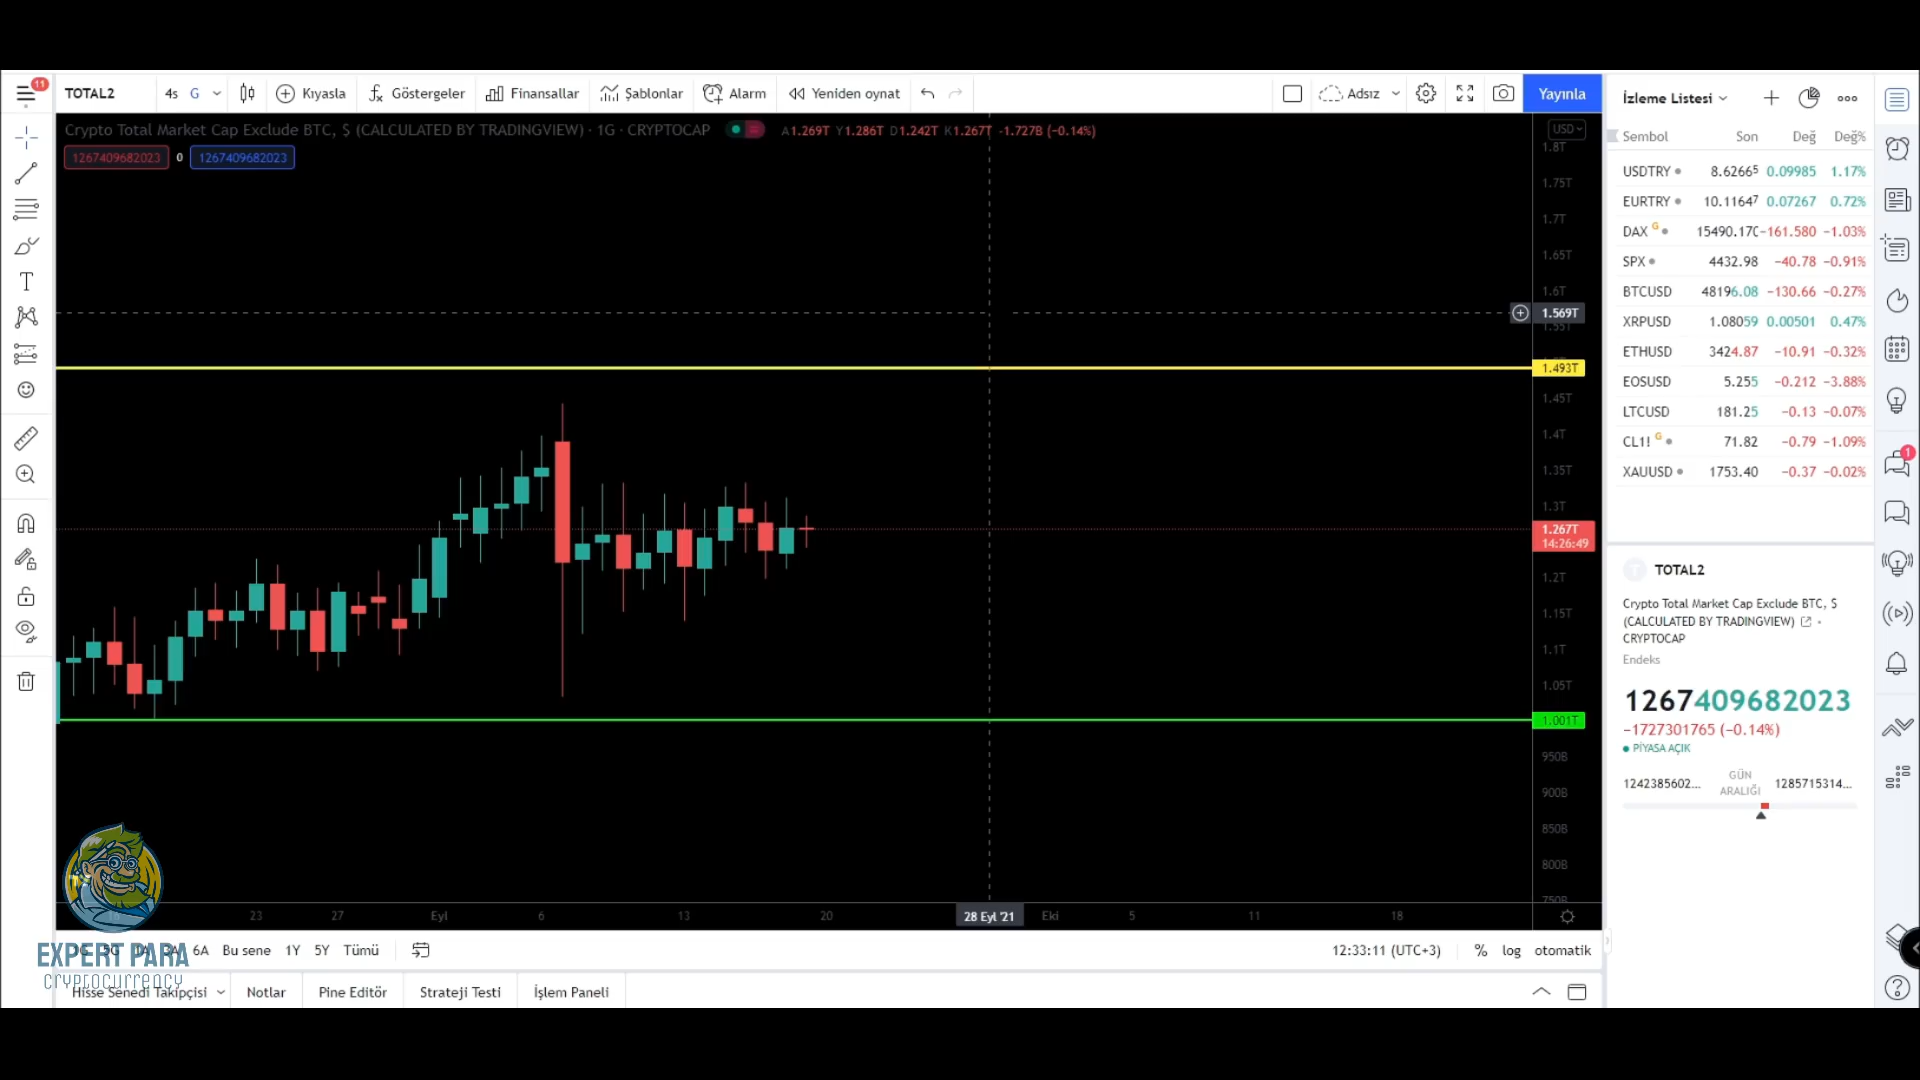 11
TOTAL2
4s G
Kıyasla
Göstergeler
Finansallar
Şablonlar
Alarm
Yeniden oynat
Adsız
Yayınla
Crypto Total Market Cap Exclude BTC, $ (CALCULATED BY TRADINGVIEW) · 1G · CRYPTOCAP
A1.269T Y1.286T D1.242T K1.267T -1.727B (−0.14%)
1267409682023 0 1267409682023
USD
1.8T
1.75T
1.7T
1.65T
1.6T
1.569T
1.55T
1.493T
1.45T
1.4T
1.35T
1.3T
1.267T
14:26:49
1.2T
1.15T
1.1T
1.05T
1.001T
950B
900B
850B
800B
750B
23 27 Eyl 6 13 20 28 Eyl '21 Eki 5 11 18
6A Bu sene 1Y 5Y Tümü
12:33:11 (UTC+3) % log otomatik
EXPERT PARA
CRYPTOCURRENCY
Hisse Senedi Takipçisi Notlar Pine Editör Strateji Testi İşlem Paneli
İzleme Listesi
Sembol Son Değ Değ%
USDTRY 8.62665 0.09985 1.17%
EURTRY 10.11647 0.07267 0.72%
DAX G 15490.170 −161.580 −1.03%
SPX 4432.98 −40.78 −0.91%
BTCUSD 48196.08 −130.66 −0.27%
XRPUSD 1.08059 0.00501 0.47%
ETHUSD 3424.87 −10.91 −0.32%
EOSUSD 5.255 −0.212 −3.88%
LTCUSD 181.25 −0.13 −0.07%
CL1! G 71.82 −0.79 −1.09%
XAUUSD 1753.40 −0.37 −0.02%
T TOTAL2
Crypto Total Market Cap Exclude BTC, $
(CALCULATED BY TRADINGVIEW) ·
CRYPTOCAP
Endeks
1267409682023
−1727301765 (−0.14%)
PİYASA AÇIK
1242385602... GÜN ARALIĞI 1285715314...
1